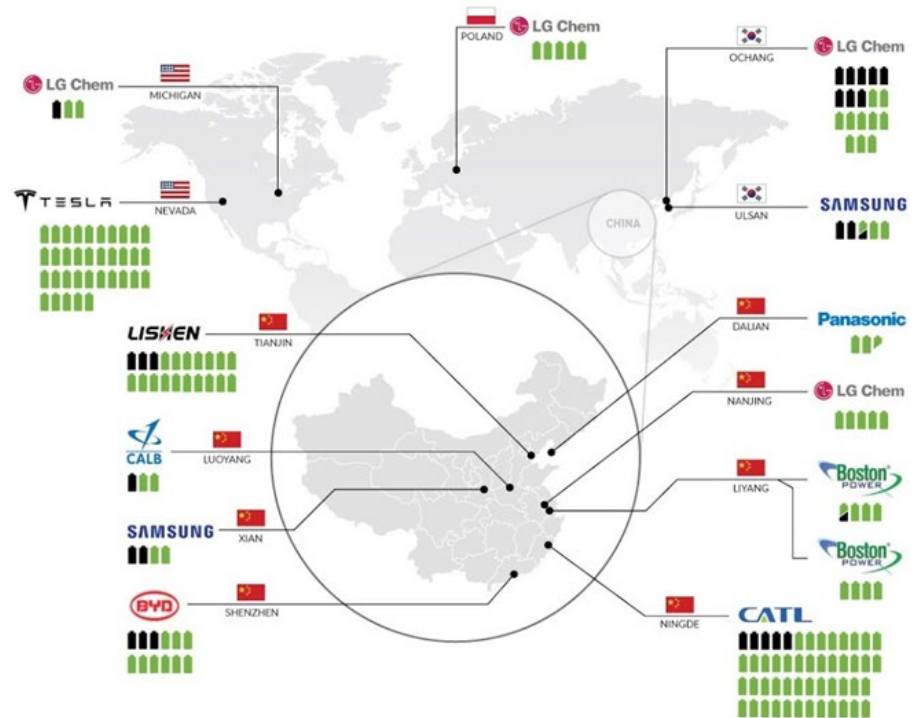 LG Chem
MICHIGAN
POLAND
LG Chem
OCHANG
LG Chem
TESLA
NEVADA
ULSAN
SAMSUNG
CHINA
LISHEN
TIANJIN
DALIAN
Panasonic
NANJING
LG Chem
CALB
LUOYANG
LIYANG
Boston
POWER
SAMSUNG
XIAN
Boston
POWER
BYD
SHENZHEN
NINGDE
CATL